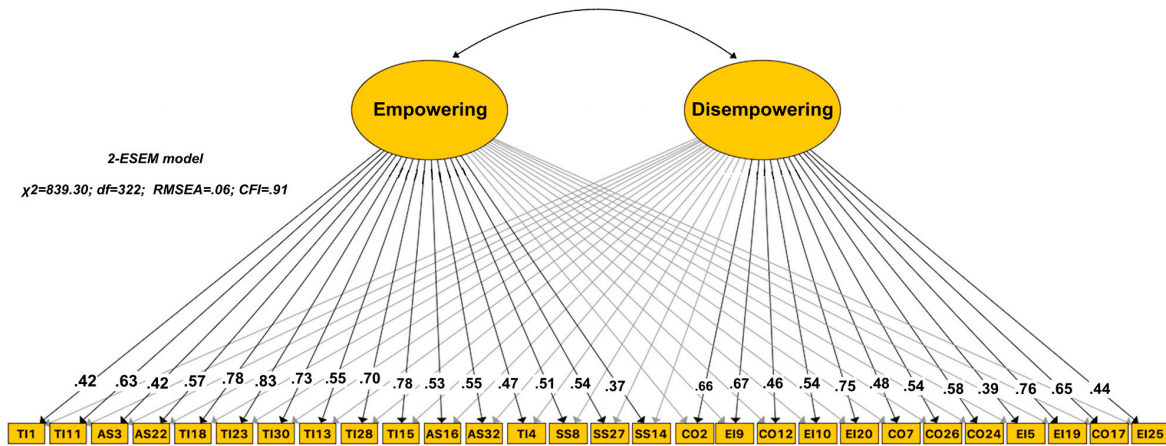 Empowering
Disempowering
2-ESEM model
χ2=839.30; df=322; RMSEA=.06; CFI=.91
.42 .63 .42 .57 .78 .83 .73 .55 .70 .78 .53 .55 .47 .51 .54 .37 .66 .67 .46 .54 .75 .48 .54 .58 .39 .76 .65 .44
TI1 TI11 AS3 AS22 TI18 TI23 TI30 TI13 TI28 TI15 AS16 AS32 TI4 SS8 SS27 SS14 CO2 EI9 CO12 EI10 EI20 CO7 CO26 CO24 EI5 EI19 CO17 EI25